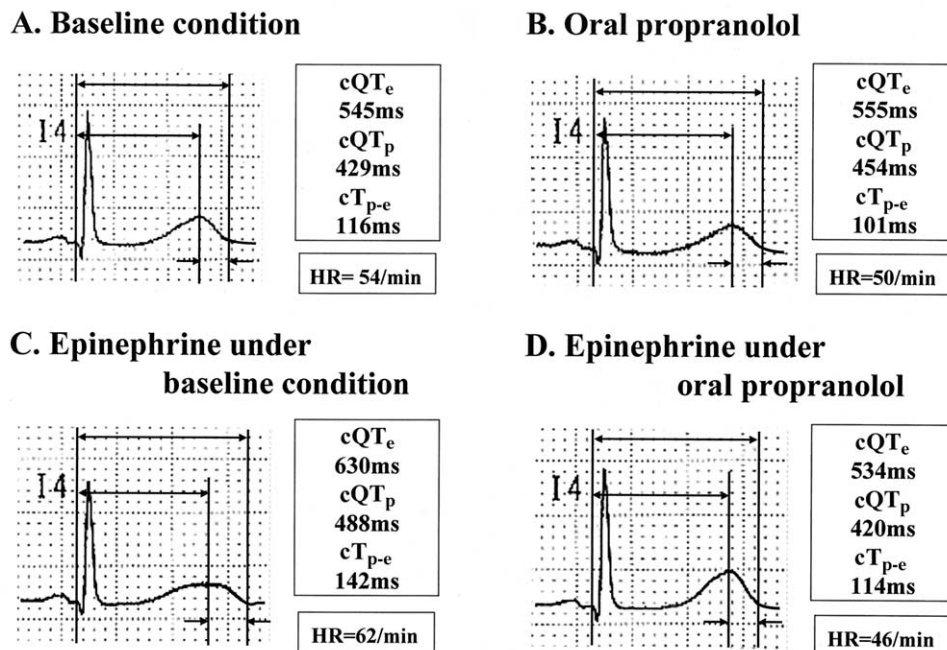 A. Baseline condition
I4
cQTe
545ms
cQTp
429ms
cTp-e
116ms
HR= 54/min
B. Oral propranolol
I4
cQTe
555ms
cQTp
454ms
cTp-e
101ms
HR=50/min
C. Epinephrine under
baseline condition
I4
cQTe
630ms
cQTp
488ms
cTp-e
142ms
HR=62/min
D. Epinephrine under
oral propranolol
I4
cQTe
534ms
cQTp
420ms
cTp-e
114ms
HR=46/min